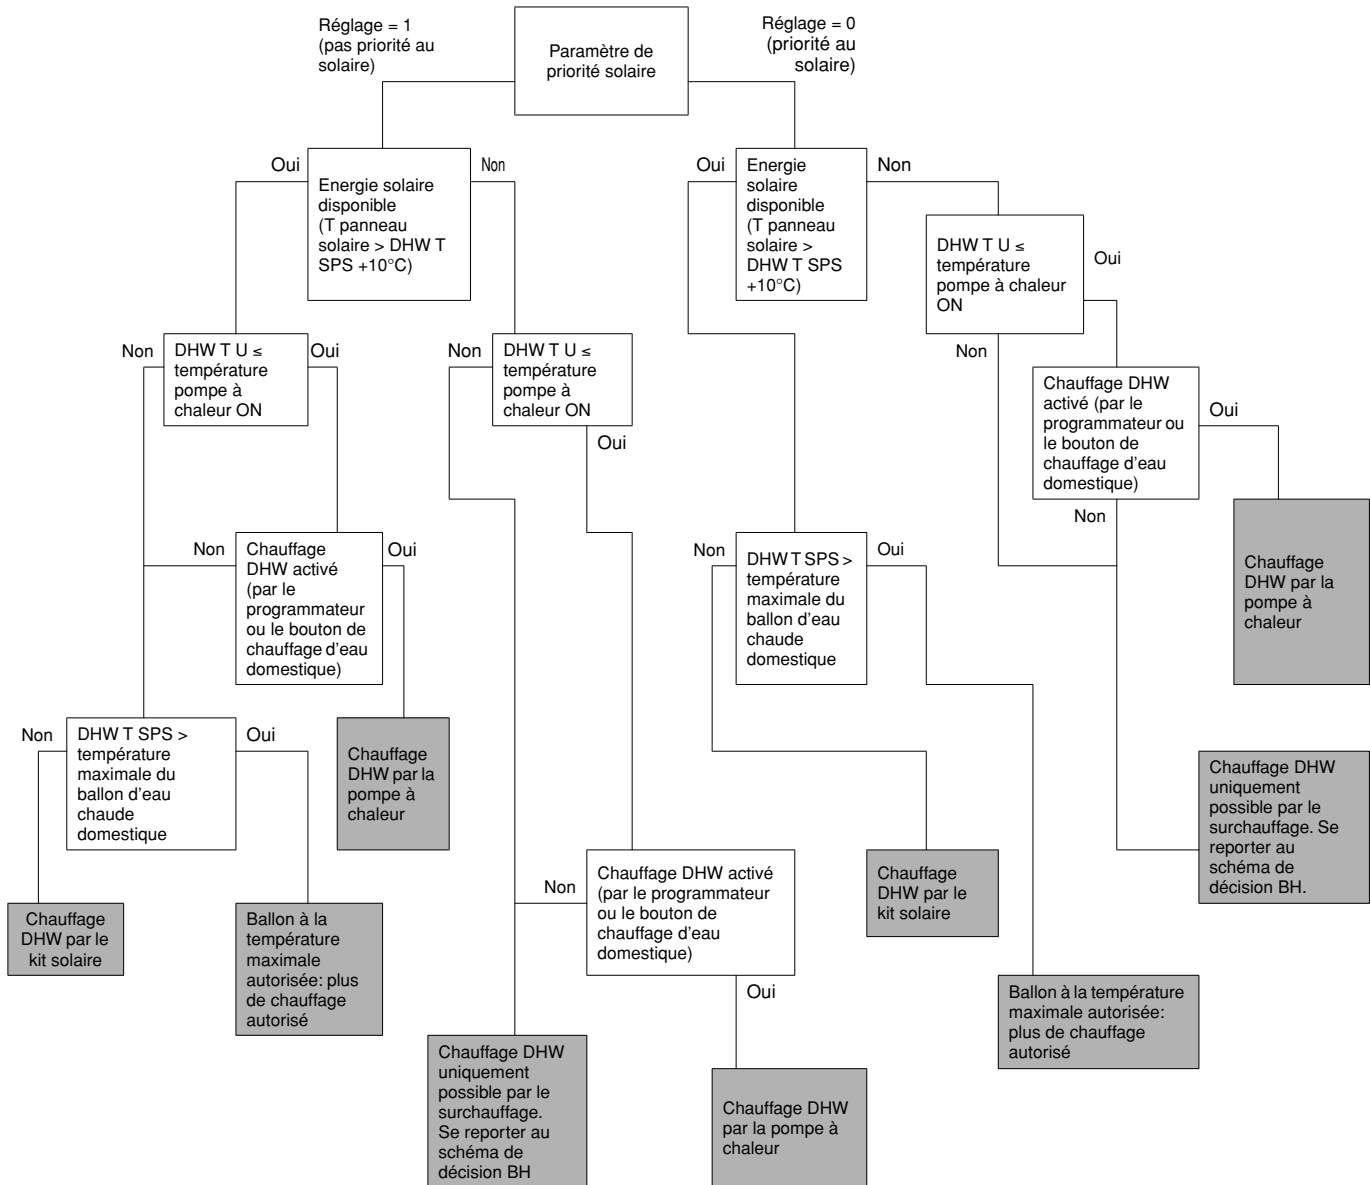 Réglage = 1
(pas priorité au
solaire)
Paramètre de
priorité solaire
Réglage = 0
(priorité au
solaire)
Oui
Energie solaire
disponible
(T panneau
solaire > DHW T
SPS +10°C)
Non
Oui
Energie
solaire
disponible
(T panneau
solaire >
DHW T SPS
+10°C)
Non
DHW T U ≤
température
pompe à chaleur
ON
Oui
Non
Non
DHW T U ≤
température
pompe à
chaleur ON
Oui
Non
DHW T U ≤
température
pompe à
chaleur ON
Oui
Chauffage DHW
activé (par le
programmateur ou
le bouton de
chauffage d'eau
domestique)
Oui
Non
Non
Chauffage
DHW activé
(par le
programmateur
ou le bouton de
chauffage d'eau
domestique)
Oui
Non
DHW T SPS >
température
maximale du
ballon d'eau
chaude
domestique
Oui
Chauffage
DHW par la
pompe à
chaleur
Non
DHW T SPS >
température
maximale du
ballon d'eau
chaude
domestique
Oui
Chauffage
DHW par la
pompe à
chaleur
Chauffage DHW
uniquement
possible par le
surchauffage. Se
reporter au
schéma de
décision BH.
Non
Chauffage DHW activé
(par le programmateur
ou le bouton de
chauffage d'eau
domestique)
Oui
Chauffage
DHW par le
kit solaire
Chauffage
DHW par le
kit solaire
Ballon à la
température
maximale
autorisée: plus
de chauffage
autorisé
Ballon à la température
maximale autorisée:
plus de chauffage
autorisé
Chauffage DHW
uniquement
possible par le
surchauffage.
Se reporter au
schéma de
décision BH
Chauffage DHW
par la pompe à
chaleur